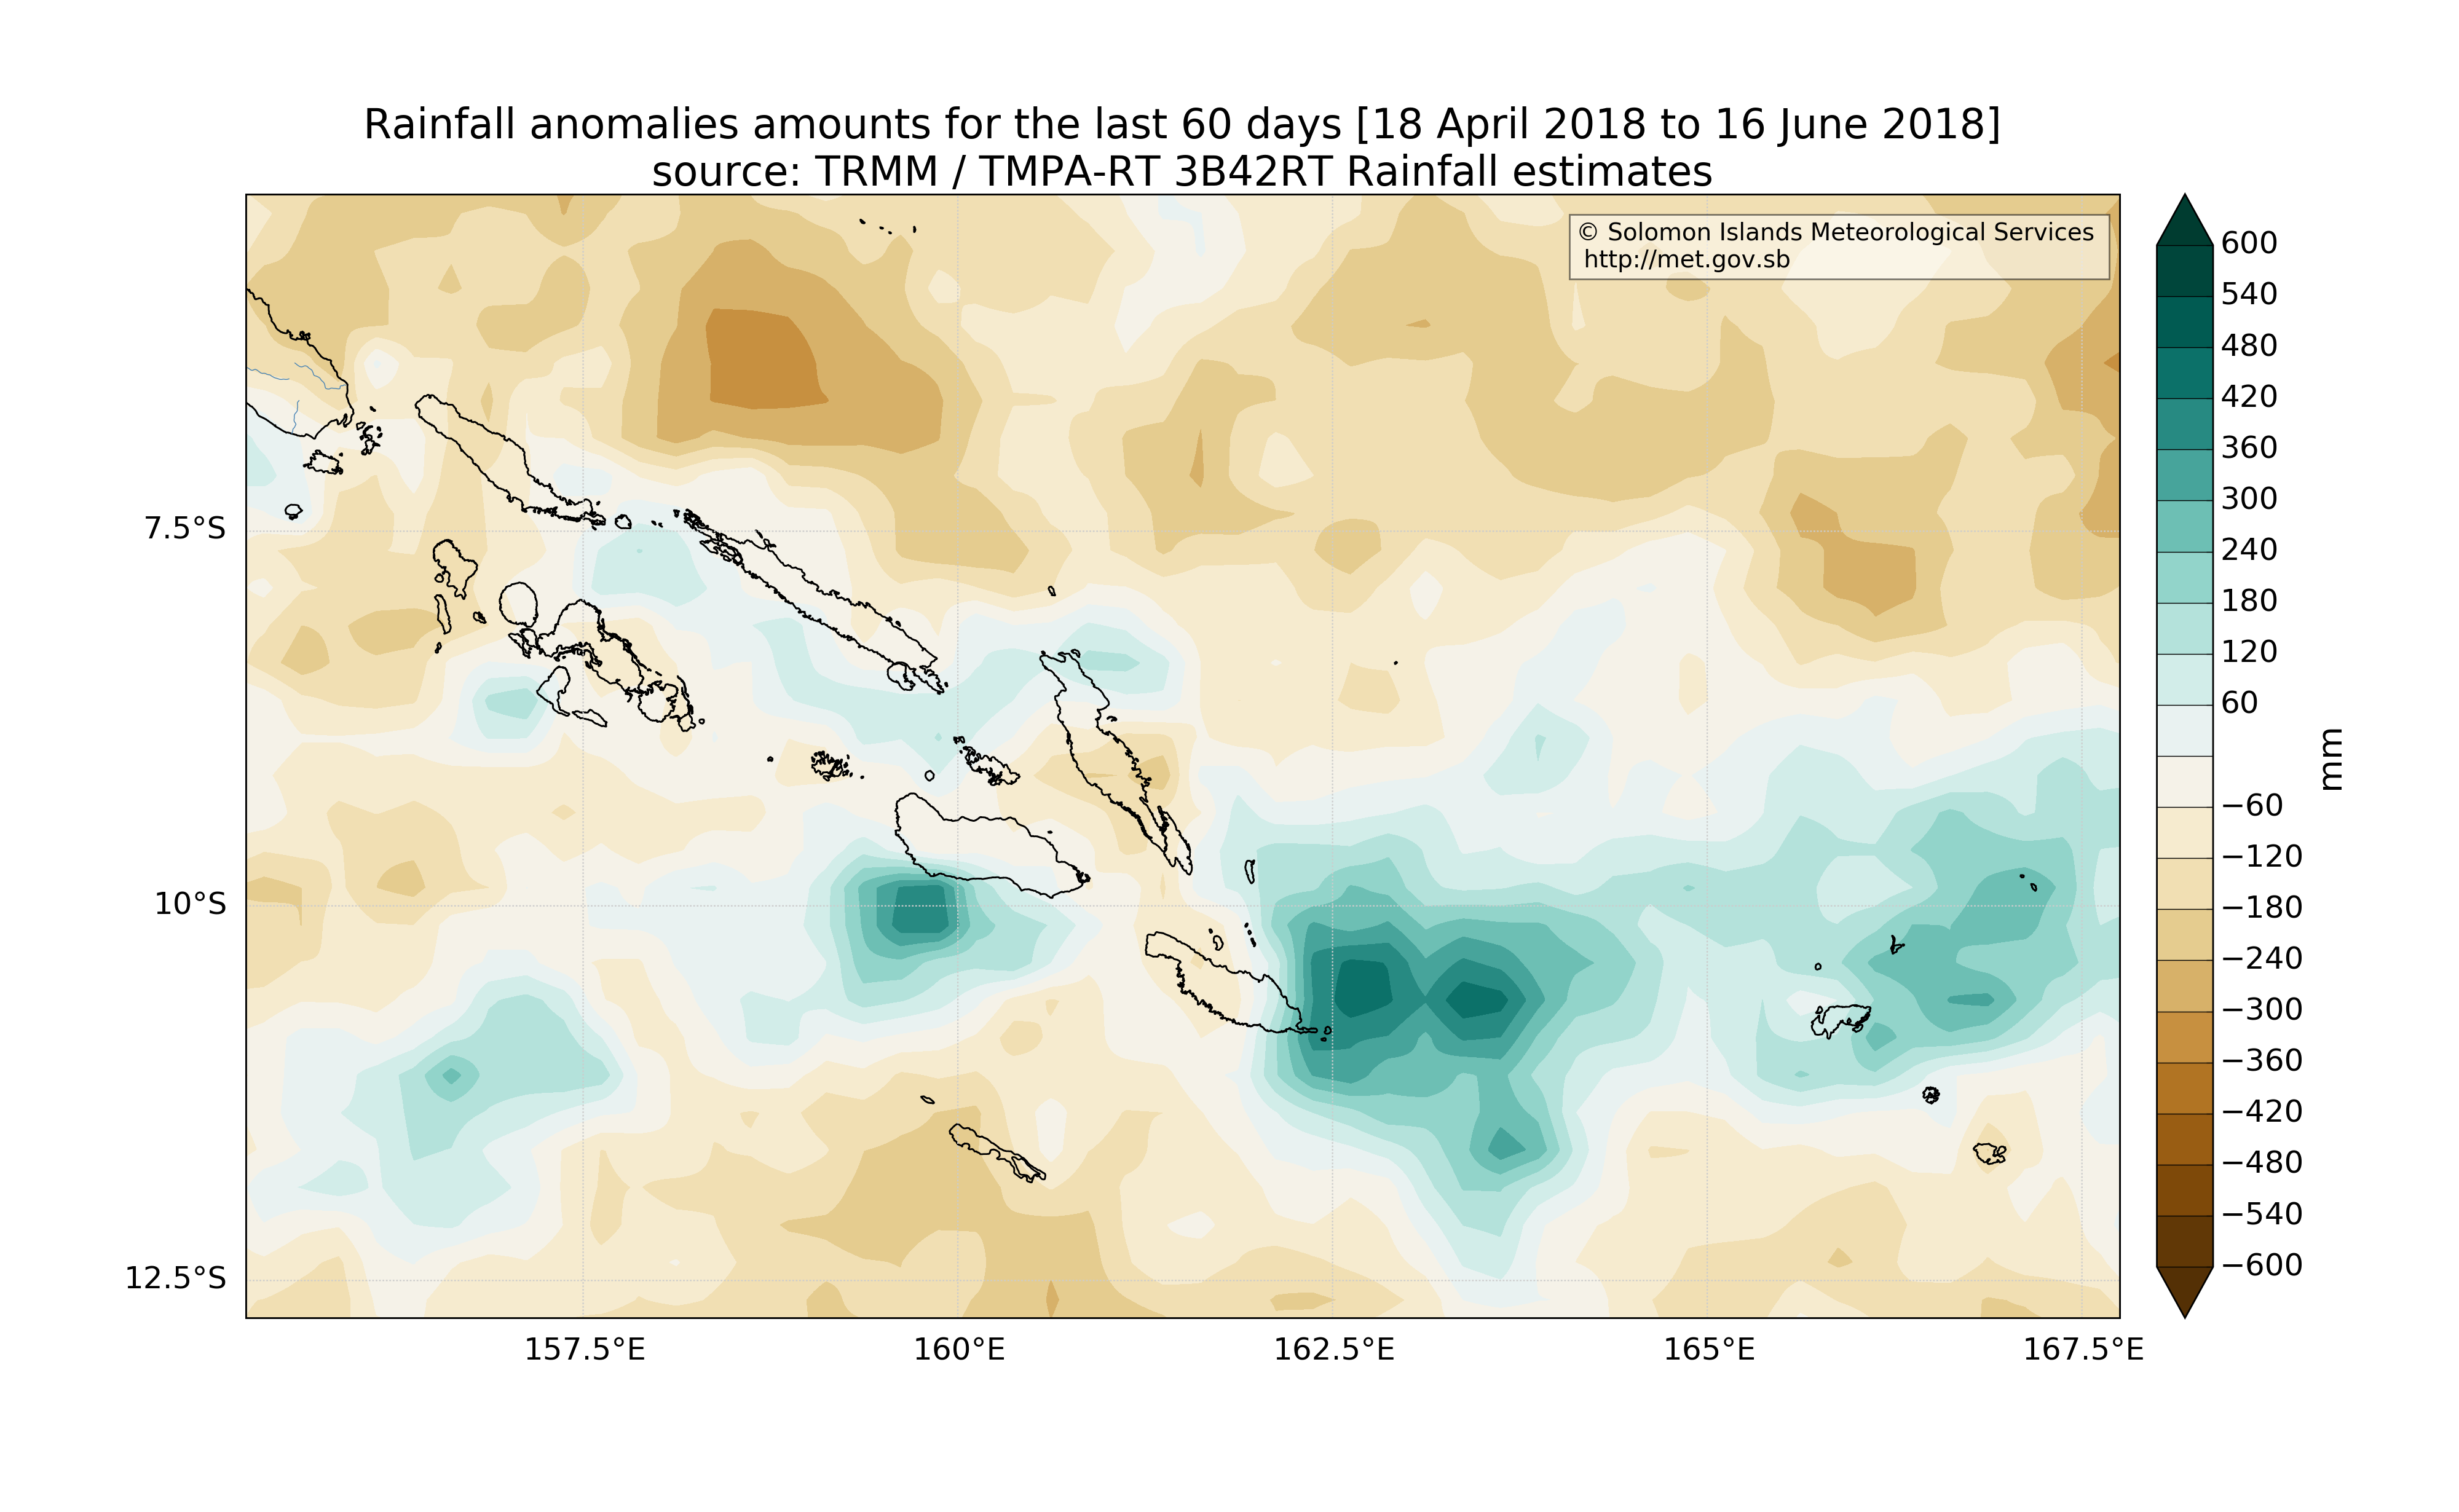 Rainfall anomalies amounts for the last 60 days [18 April 2018 to 16 June 2018]
source: TRMM / TMPA-RT 3B42RT Rainfall estimates
© Solomon Islands Meteorological Services
http://met.gov.sb
7.5°S
10°S
12.5°S
157.5°E
160°E
162.5°E
165°E
167.5°E
600
540
480
420
360
300
240
180
120
60
−60
−120
−180
−240
−300
−360
−420
−480
−540
−600
mm